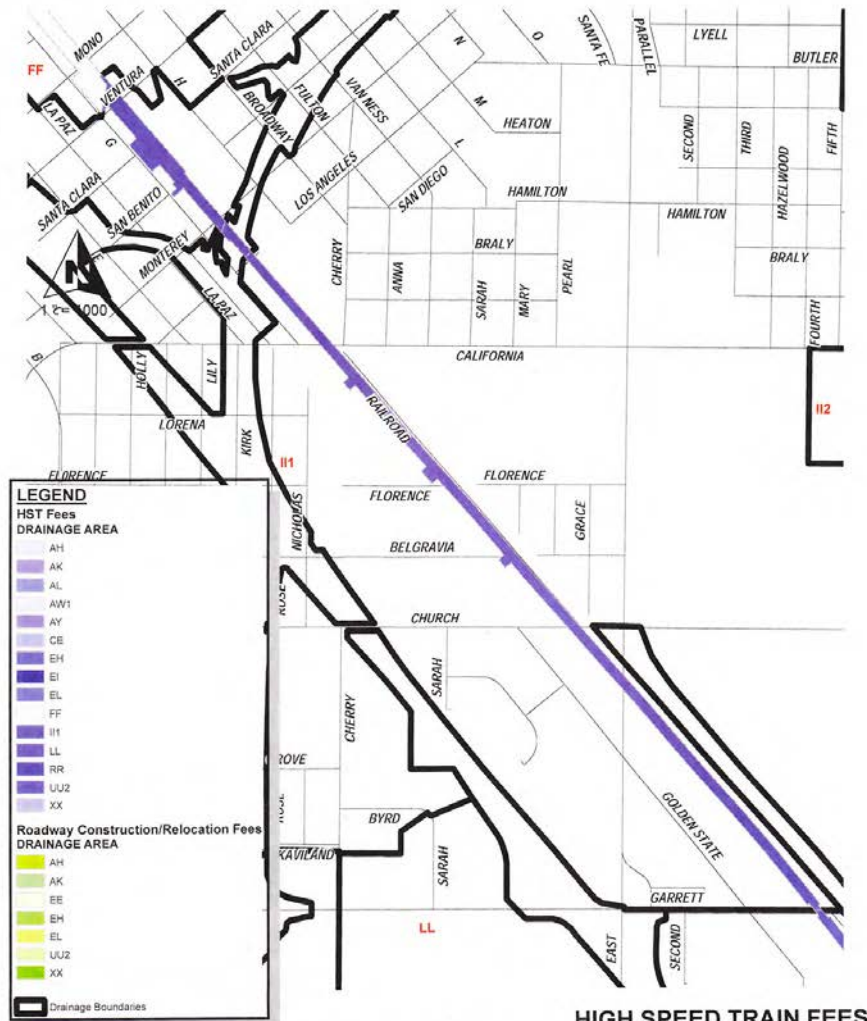 MONO
SANTA CLARA
N
O
SANTA FE
PARALLEL
LYELL
BUTLER
FF
VENTURA
H
LA PAZ
G
BROADWAY
FULTON
VAN NESS
M
L
HEATON
SECOND
THIRD
HAZELWOOD
FIFTH
LOS ANGELES
SAN DIEGO
HAMILTON
HAMILTON
SANTA CLARA
SAN BENITO
MONTEREY
N
LA PAZ
CHERRY
ANNA
BRALY
SARAH
MARY
PEARL
BRALY
FOURTH
B
HOLLY
LILY
CALIFORNIA
RAILROAD
II2
LORENA
KIRK
II1
FLORENCE
FLORENCE
FLORENCE
NICHOLAS
GRACE
BELGRAVIA
ROSE
CHURCH
SARAH
CHERRY
GOLDEN STATE
BYRD
KAVILAND
SARAH
GARRETT
LL
EAST
SECOND
LEGEND
HST Fees
DRAINAGE AREA
AH
AK
AL
AW1
AY
CE
EH
EI
EL
FF
II1
LL
RR
UU2
XX
Roadway Construction/Relocation Fees
DRAINAGE AREA
AH
AK
EE
EH
EL
UU2
XX
Drainage Boundaries
HIGH SPEED TRAIN FEES